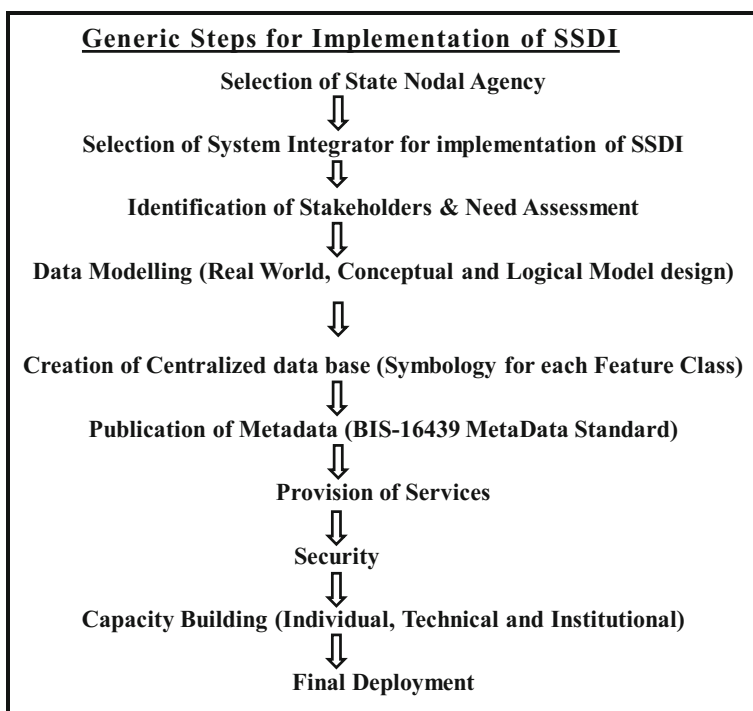 Generic Steps for Implementation of SSDI
Selection of State Nodal Agency
Selection of System Integrator for implementation of SSDI
Identification of Stakeholders & Need Assessment
Data Modelling (Real World, Conceptual and Logical Model design)
Creation of Centralized data base (Symbology for each Feature Class)
Publication of Metadata (BIS-16439 MetaData Standard)
Provision of Services
Security
Capacity Building (Individual, Technical and Institutional)
Final Deployment